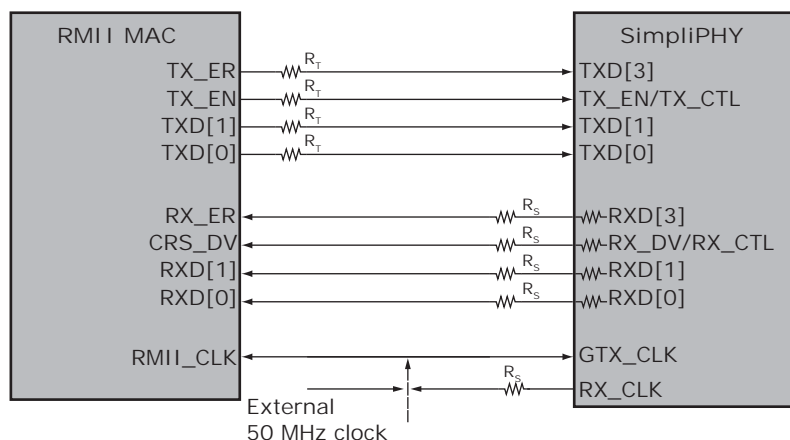 RMII MAC
SimpliPHY
TX_ER
R_T
TXD[3]
TX_EN
R_T
TX_EN/TX_CTL
TXD[1]
R_T
TXD[1]
TXD[0]
R_T
TXD[0]
RX_ER
R_S
RXD[3]
CRS_DV
R_S
RX_DV/RX_CTL
RXD[1]
R_S
RXD[1]
RXD[0]
R_S
RXD[0]
RMII_CLK
GTX_CLK
R_S
RX_CLK
External
50 MHz clock